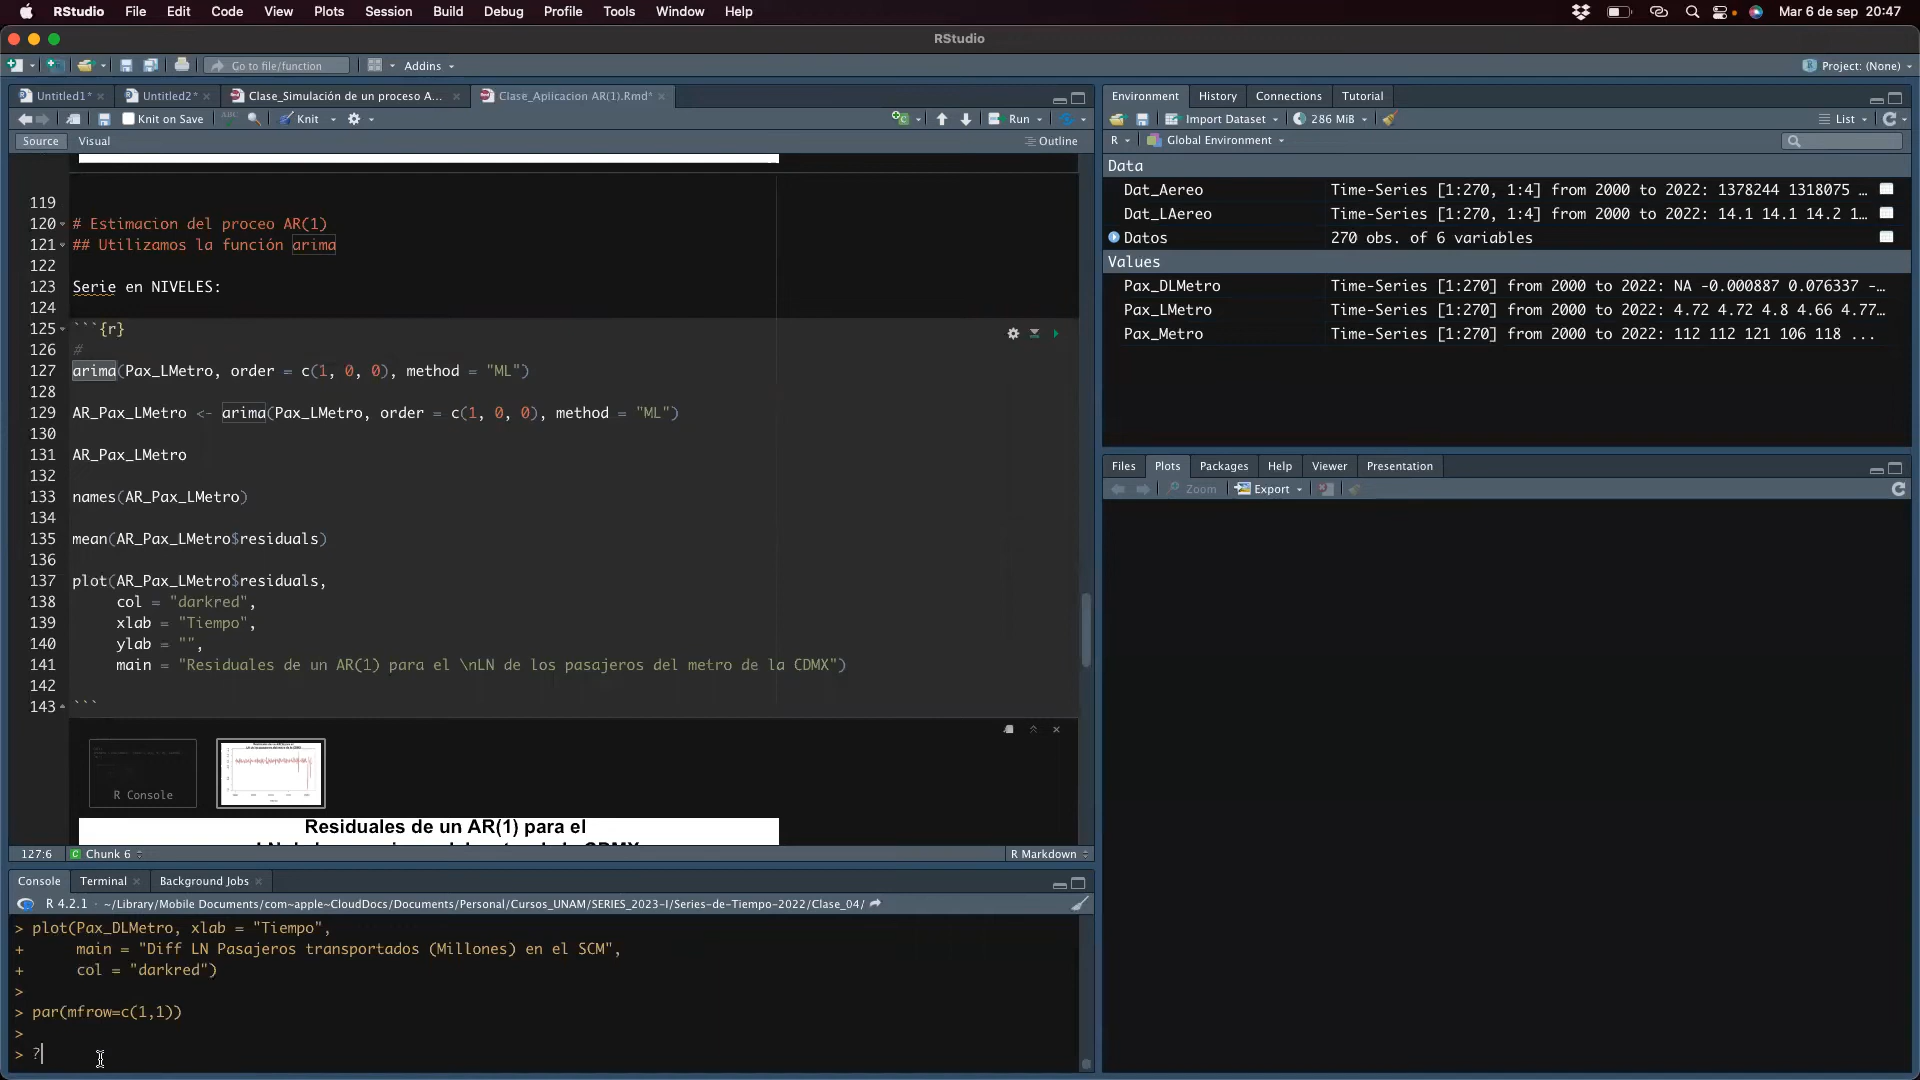 RStudio File Edit Code View Plots Session Build Debug Profile Tools Window Help Mar 6 de sep 20:47
RStudio
Go to file/function Addins Project: (None)
Untitled1* Untitled2* Clase_Simulación de un proceso A... Clase_Aplicacion AR(1).Rmd*
Knit on Save ABC Knit Run
Source Visual Outline
119
120 # Estimacion del proceo AR(1)
121 ## Utilizamos la función arima
122
123 Serie en NIVELES:
124
125 ```{r}
126 #
127 arima(Pax_LMetro, order = c(1, 0, 0), method = "ML")
128
129 AR_Pax_LMetro <- arima(Pax_LMetro, order = c(1, 0, 0), method = "ML")
130
131 AR_Pax_LMetro
132
133 names(AR_Pax_LMetro)
134
135 mean(AR_Pax_LMetro$residuals)
136
137 plot(AR_Pax_LMetro$residuals,
138 col = "darkred",
139 xlab = "Tiempo",
140 ylab = "",
141 main = "Residuales de un AR(1) para el \nLN de los pasajeros del metro de la CDMX")
142
143 ```
R Console
Residuales de un AR(1) para el
127:6 Chunk 6 R Markdown
Console Terminal Background Jobs
R 4.2.1 · ~/Library/Mobile Documents/com~apple~CloudDocs/Documents/Personal/Cursos_UNAM/SERIES_2023-I/Series-de-Tiempo-2022/Clase_04/
> plot(Pax_DLMetro, xlab = "Tiempo",
+ main = "Diff LN Pasajeros transportados (Millones) en el SCM",
+ col = "darkred")
>
> par(mfrow=c(1,1))
>
> ?
Environment History Connections Tutorial
Import Dataset 286 MiB List
R Global Environment
Data
Dat_Aereo Time-Series [1:270, 1:4] from 2000 to 2022: 1378244 1318075 …
Dat_LAereo Time-Series [1:270, 1:4] from 2000 to 2022: 14.1 14.1 14.2 1…
Datos 270 obs. of 6 variables
Values
Pax_DLMetro Time-Series [1:270] from 2000 to 2022: NA -0.000887 0.076337 -…
Pax_LMetro Time-Series [1:270] from 2000 to 2022: 4.72 4.72 4.8 4.66 4.77…
Pax_Metro Time-Series [1:270] from 2000 to 2022: 112 112 121 106 118 ...
Files Plots Packages Help Viewer Presentation
Zoom Export